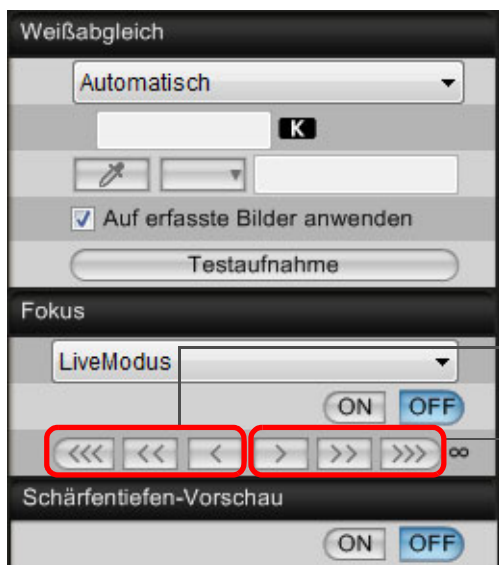 Weißabgleich
Automatisch
K
Auf erfasste Bilder anwenden
Testaufnahme
Fokus
LiveModus
ON OFF
<<< << < > >> >>> ∞
Schärfentiefen-Vorschau
ON OFF